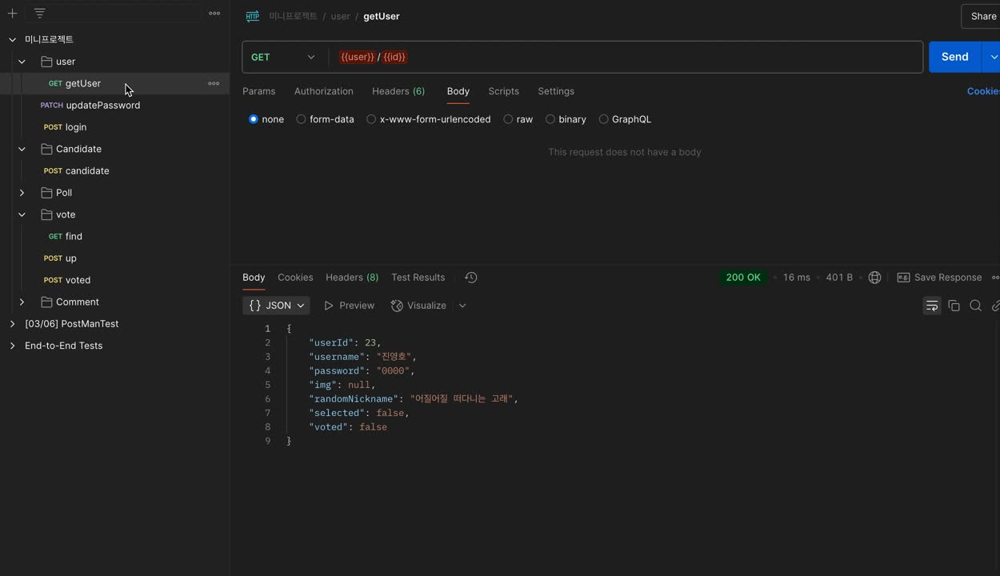 미니프로젝트
user
GET getUser
PATCH updatePassword
POST login
Candidate
POST candidate
Poll
vote
GET find
POST up
POST voted
Comment
[03/06] PostManTest
End-to-End Tests
HTTP 미니프로젝트 / user / getUser
Share
GET {{user}}/{{id}}
Send
Params Authorization Headers (6) Body Scripts Settings
Cookies
none form-data x-www-form-urlencoded raw binary GraphQL
This request does not have a body
Body Cookies Headers (8) Test Results
200 OK • 16 ms • 401 B • e.g. Save Response
{} JSON Preview Visualize
1 {
2 "userId": 23,
3 "username": "진영호",
4 "password": "0000",
5 "img": null,
6 "randomNickname": "어질어질 떠다니는 고래",
7 "selected": false,
8 "voted": false
9 }